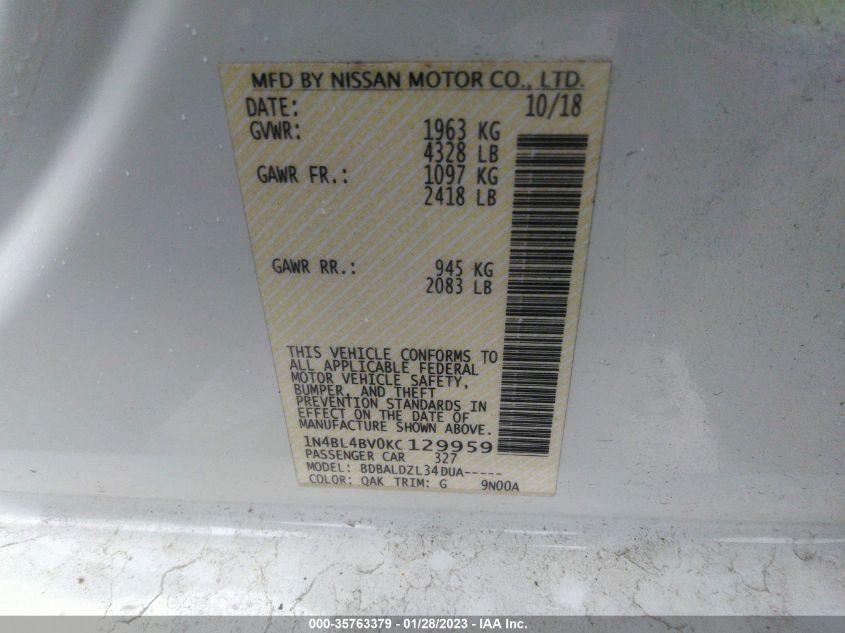 MFD BY NISSAN MOTOR CO., LTD.
DATE: 10/18
GVWR: 1963 KG
4328 LB
GAWR FR.: 1097 KG
2418 LB
GAWR RR.: 945 KG
2083 LB
THIS VEHICLE CONFORMS TO
ALL APPLICABLE FEDERAL
MOTOR VEHICLE SAFETY,
BUMPER, AND THEFT
PREVENTION STANDARDS IN
EFFECT ON THE DATE OF
MANUFACTURE SHOWN ABOVE.
1N4BL4BV0KC129959
PASSENGER CAR 327
MODEL: BDBALDZL34DUA-----
COLOR: QAK TRIM: G 9N00A
000-35763379 - 01/28/2023 - IAA Inc.